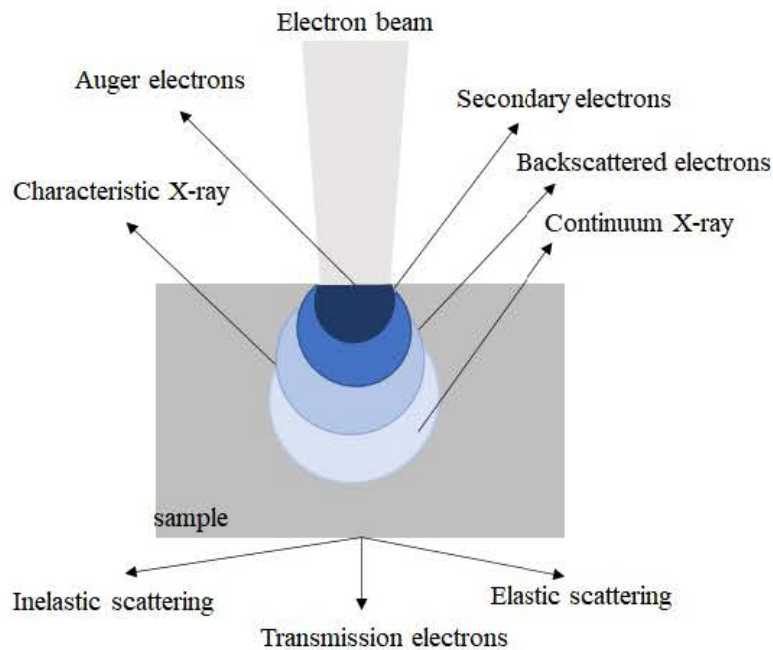 Electron beam
Auger electrons
Secondary electrons
Backscattered electrons
Characteristic X-ray
Continuum X-ray
sample
Inelastic scattering
Elastic scattering
Transmission electrons